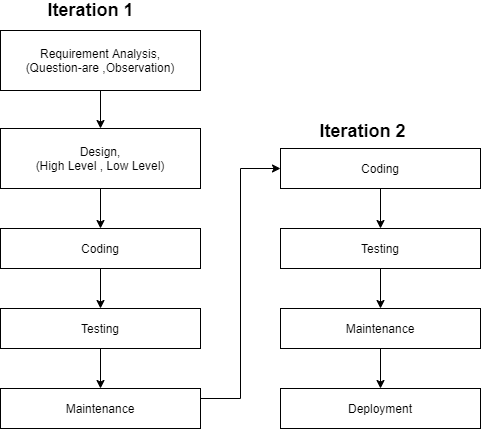 Iteration 1
Requirement Analysis,
(Question-are ,Observation)
Design,
(High Level , Low Level)
Coding
Testing
Maintenance
Iteration 2
Coding
Testing
Maintenance
Deployment